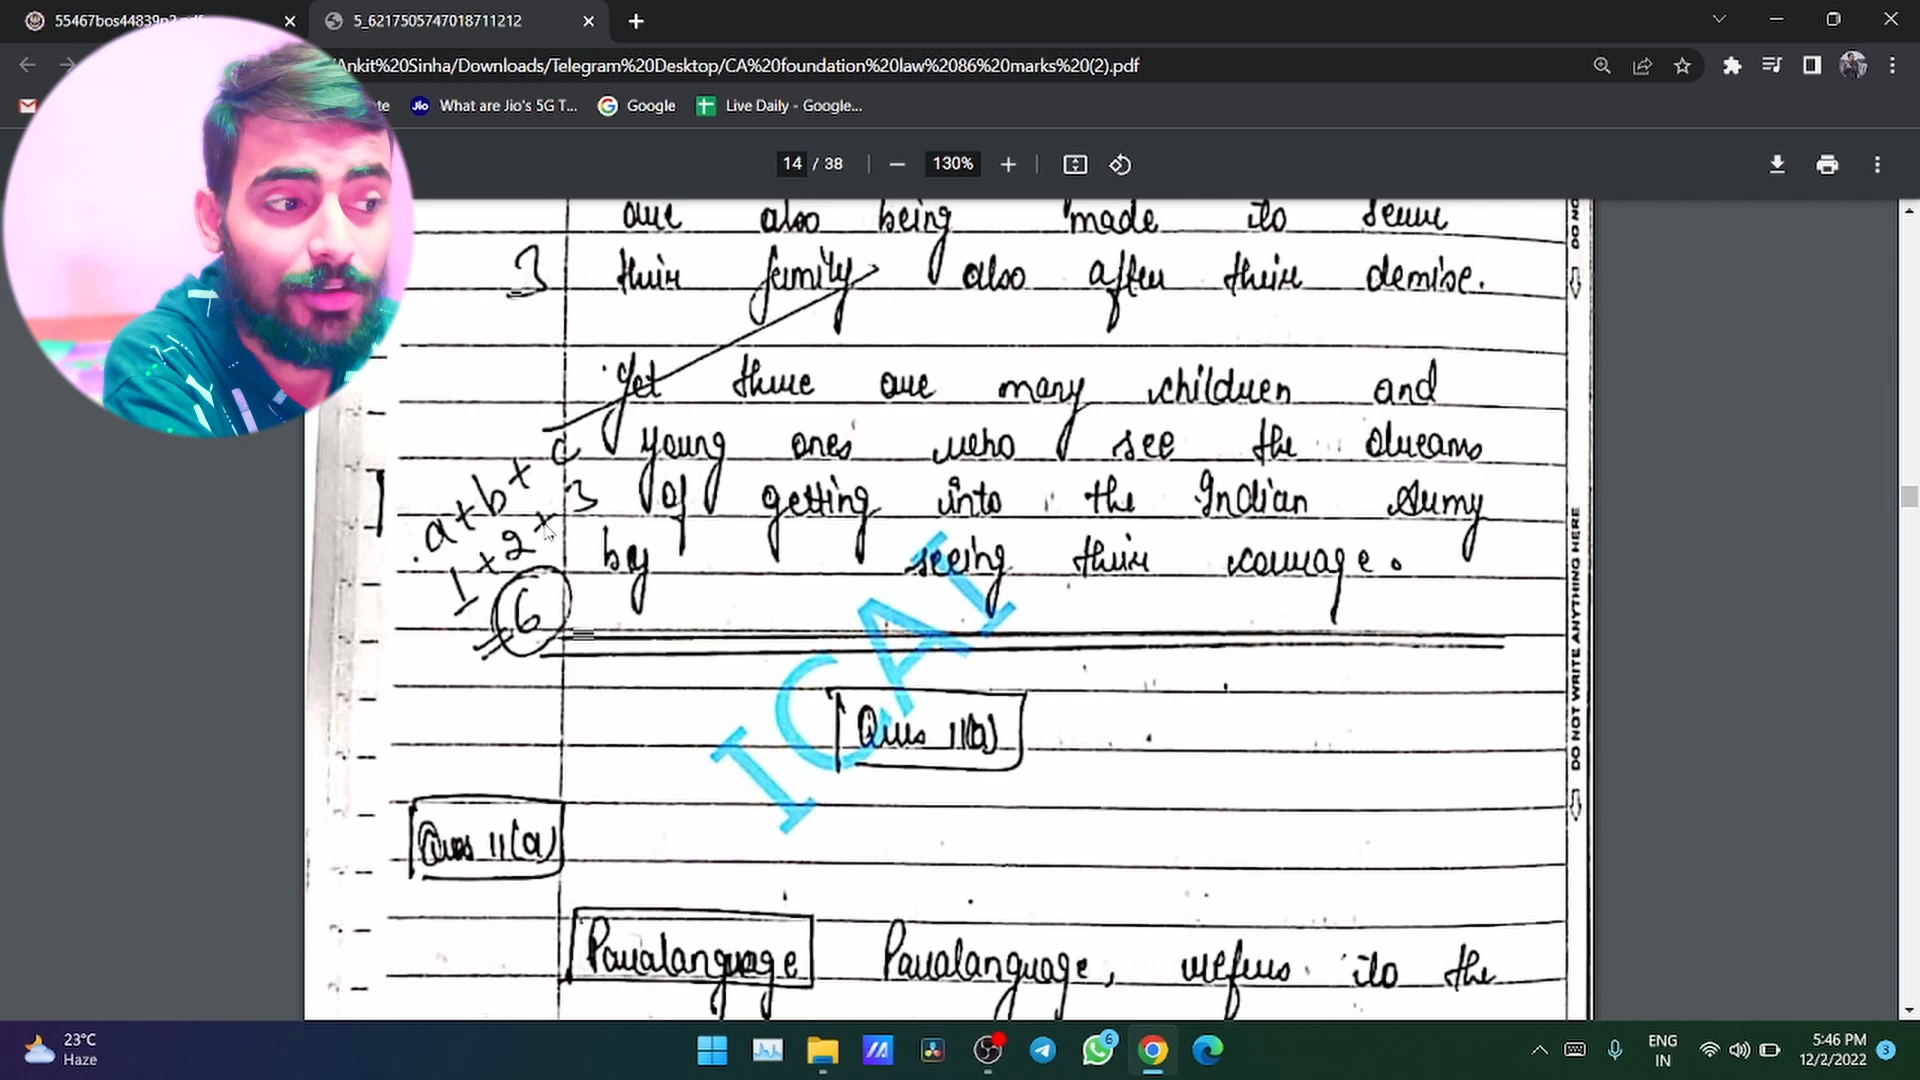 55467bos44839p2.pdf
5_6217505747018711212
/Ankit%20Sinha/Downloads/Telegram%20Desktop/CA%20foundation%20law%2086%20marks%20(2).pdf
What are Jio's 5G T...
Google
Live Daily - Google...
14 / 38
130%
are also being made to serve
3 their family also after their demise.
Yet there are many children and
c young ones who see the dreams
a+b+
3 of getting into the Indian Army
1+2+
by seeing their courage.
6
ICAI
Ques 11(a)
Ques 11(a)
Paralanguage Paralanguage, refers to the
DO NOT WRITE ANYTHING HERE
23°C
Haze
6
ENG
IN
5:46 PM
12/2/2022
3